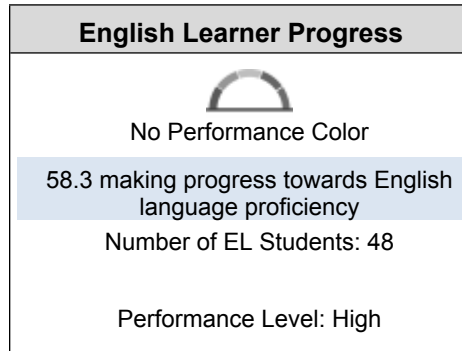 English Learner Progress
No Performance Color
58.3 making progress towards English
language proficiency
Number of EL Students: 48
Performance Level: High